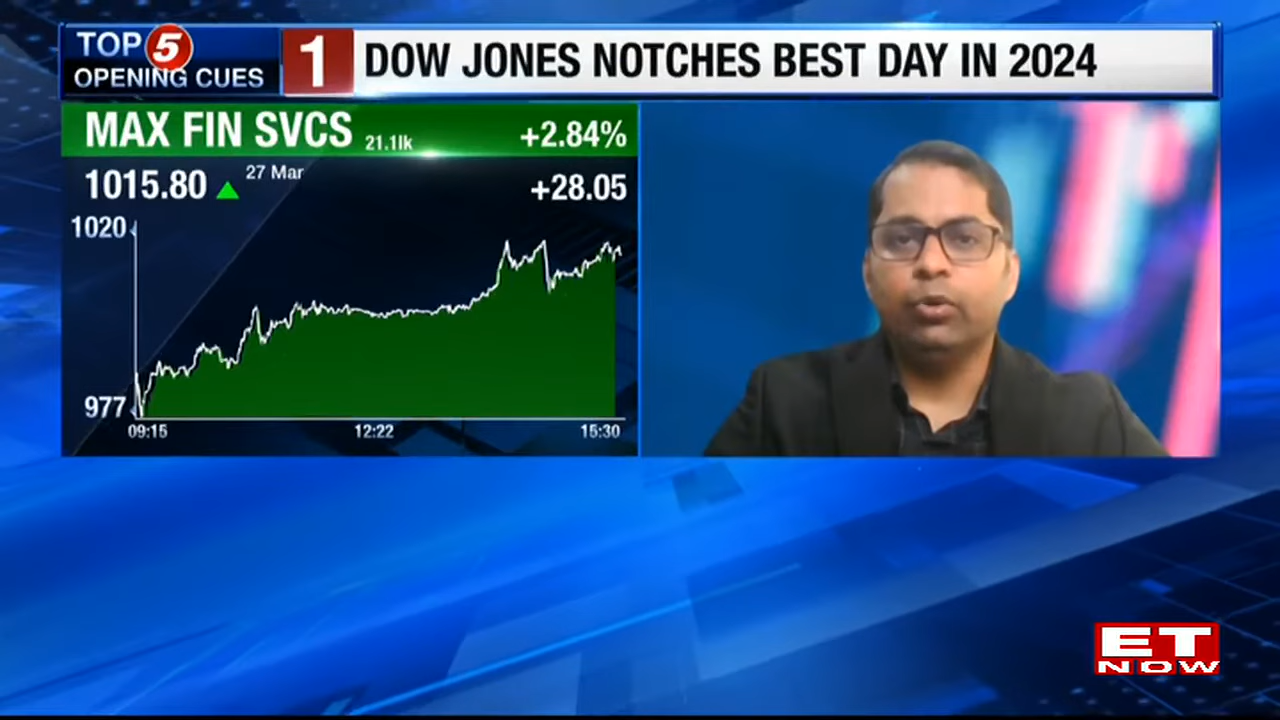 TOP 5
OPENING CUES
1
DOW JONES NOTCHES BEST DAY IN 2024
MAX FIN SVCS 21.1lk +2.84%
1015.80 27 Mar +28.05
1020
977
09:15 12:22 15:30
ET
NOW